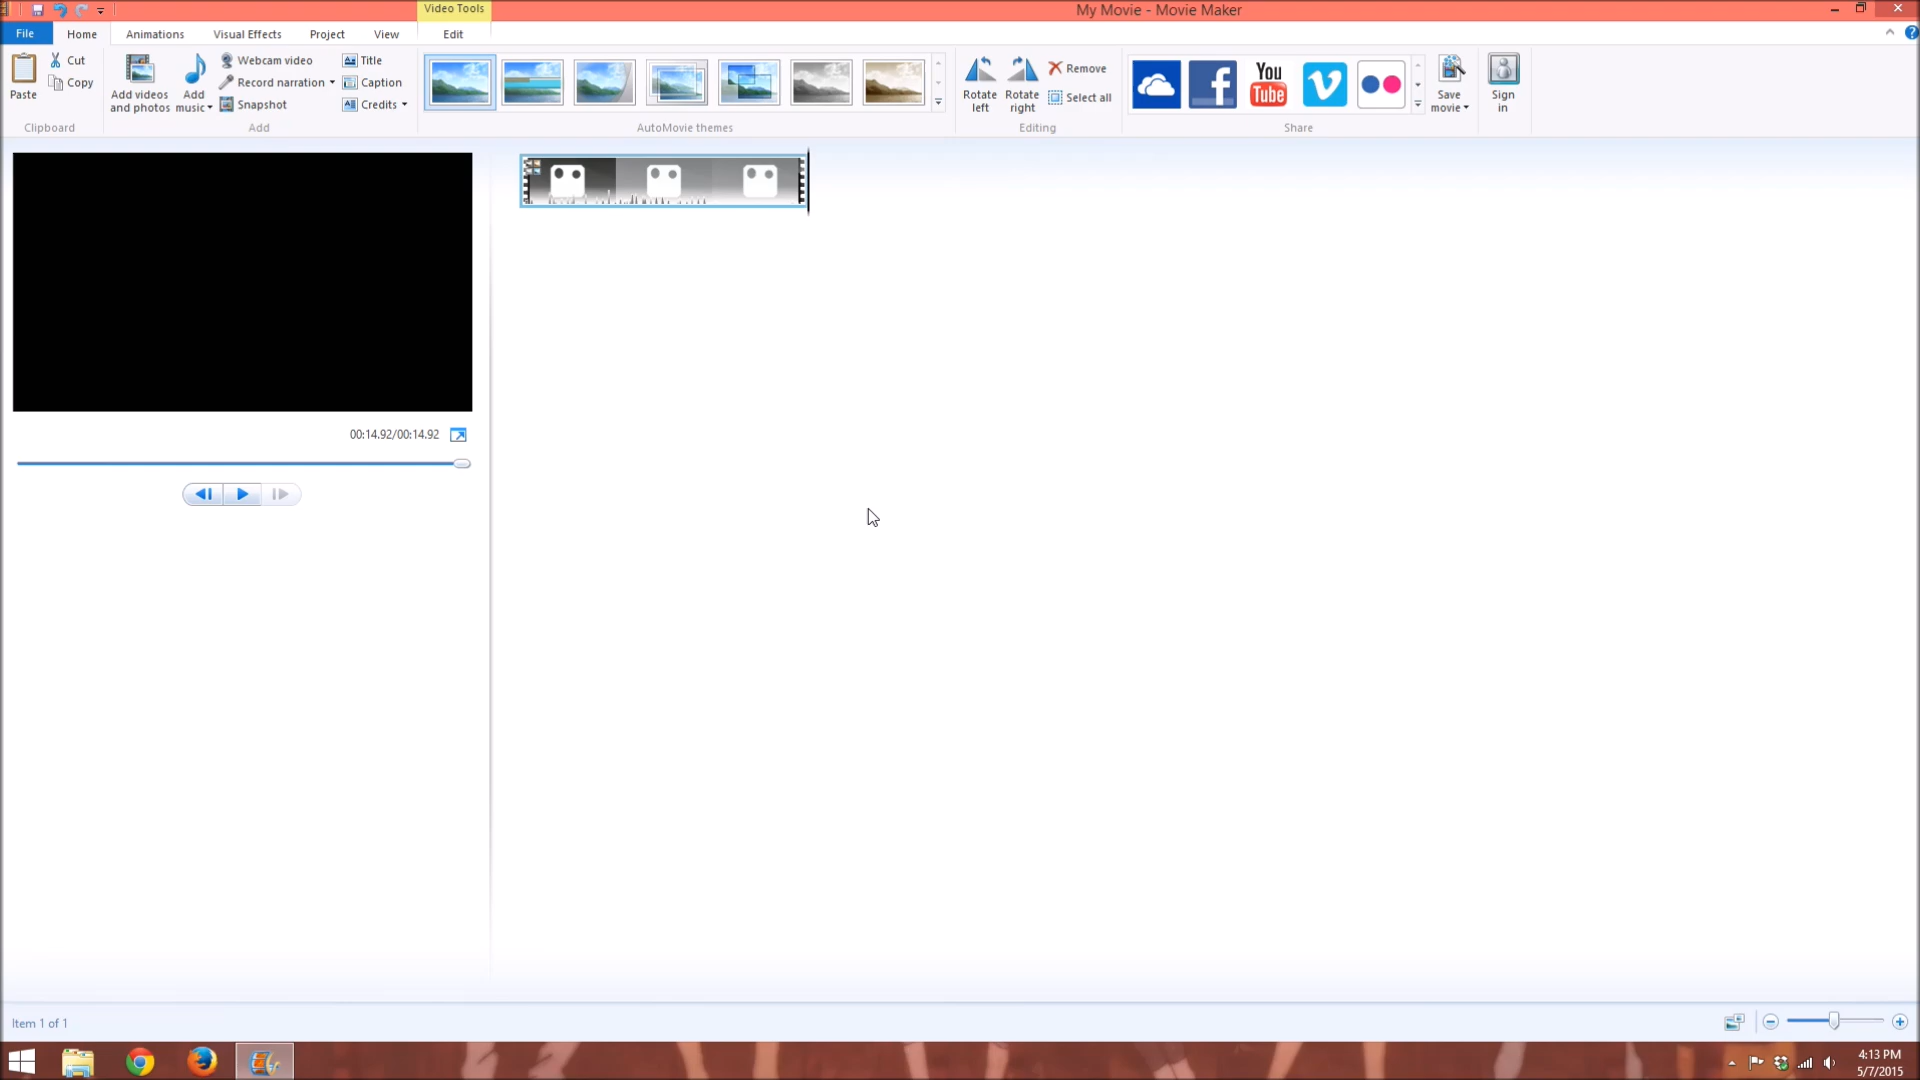 Video Tools
My Movie - Movie Maker
File
Home
Animations
Visual Effects
Project
View
Edit
Paste
Cut
Copy
Clipboard
Add videos
and photos
Add
music
Webcam video
Record narration
Snapshot
Title
Caption
Credits
Add
AutoMovie themes
Rotate
left
Rotate
right
Remove
Select all
Editing
f
You
Tube
v
Share
Save
movie
Sign
in
00:14.92/00:14.92
Item 1 of 1
4:13 PM
5/7/2015